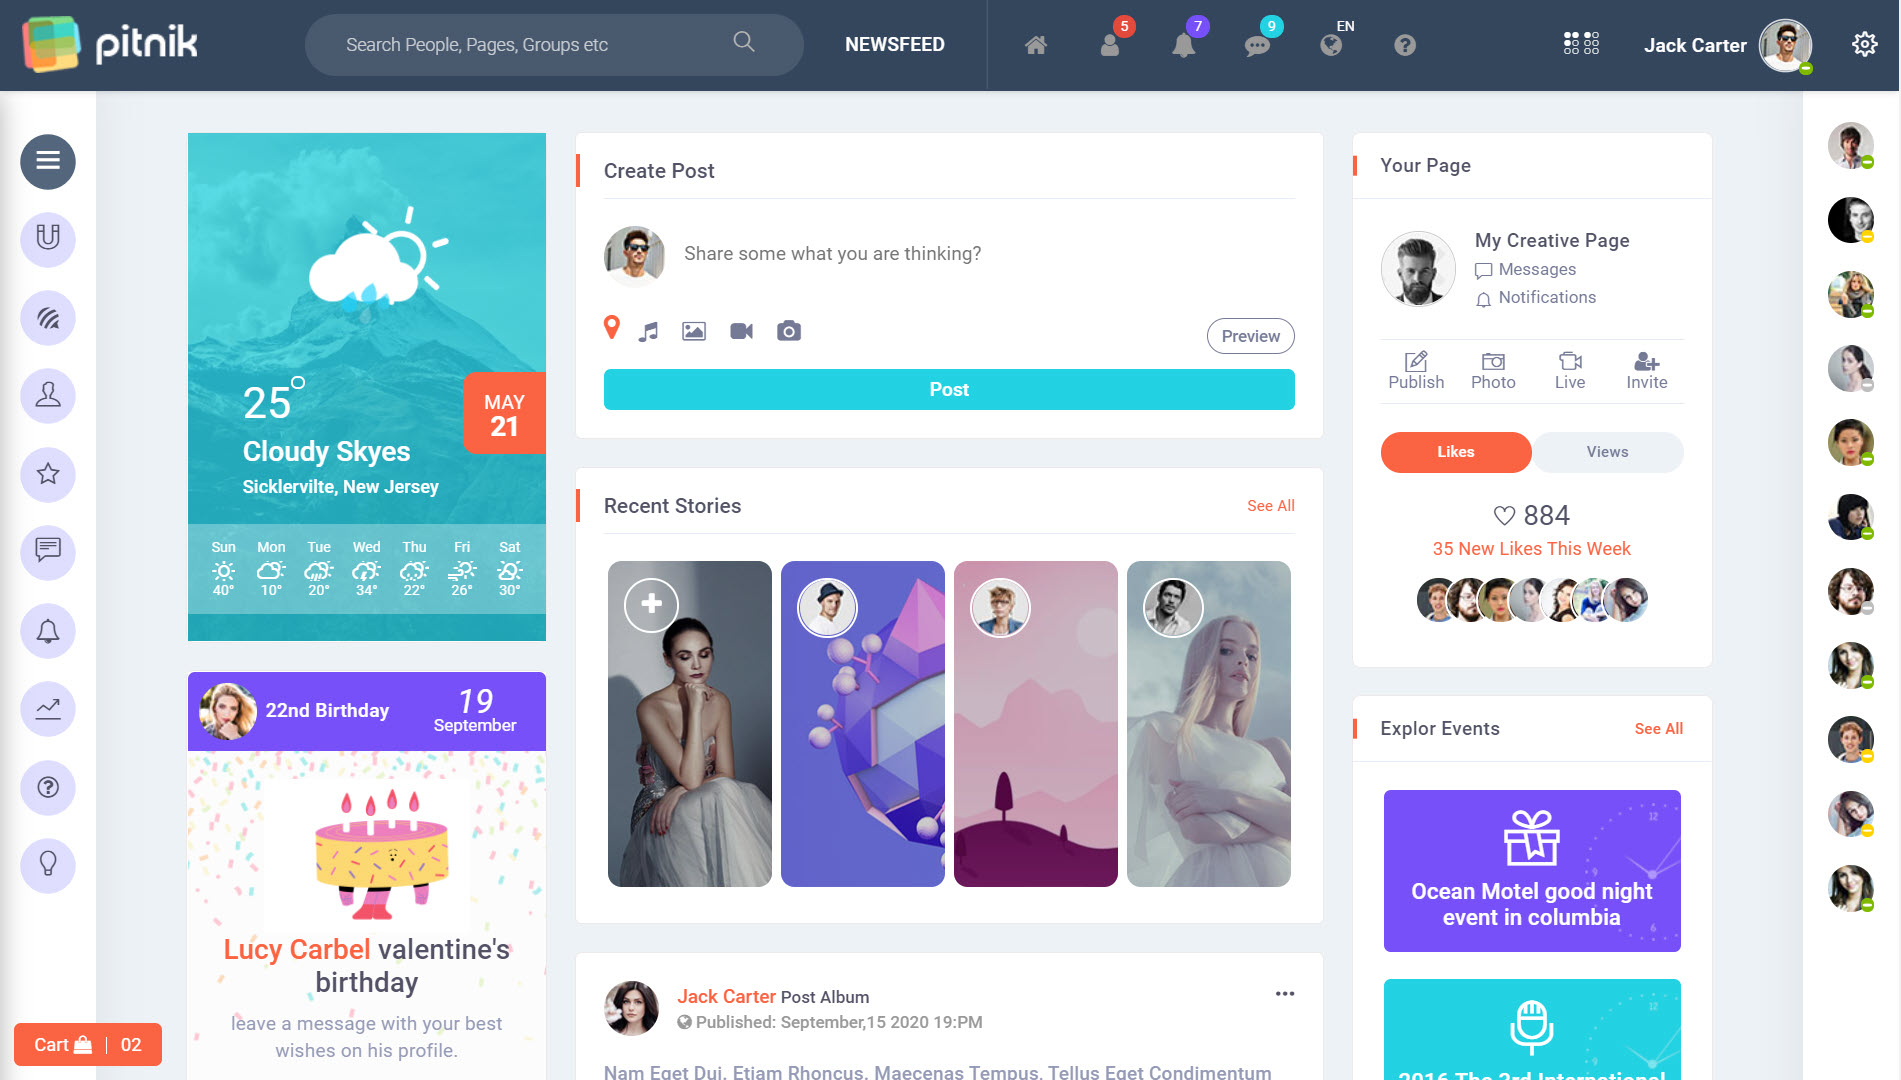 pitnik
Search People, Pages, Groups etc
NEWSFEED
5
7
9
EN
Jack Carter
25°
MAY
21
Cloudy Skyes
Sicklervilte, New Jersey
Sun Mon Tue Wed Thu Fri Sat
40° 10° 20° 34° 22° 26° 30°
22nd Birthday
19
September
Lucy Carbel valentine's
birthday
leave a message with your best
wishes on his profile.
Cart | 02
Create Post
Share some what you are thinking?
Preview
Post
Recent Stories
See All
Jack Carter Post Album
Published: September,15 2020 19:PM
Nam Eget Dui, Etiam Rhoncus, Maecenas Tempus, Tellus Eget Condimentum
Your Page
My Creative Page
Messages
Notifications
Publish Photo Live Invite
Likes Views
884
35 New Likes This Week
Explor Events
See All
12
9
6
Ocean Motel good night
event in columbia
12
9
2016 The 3rd International